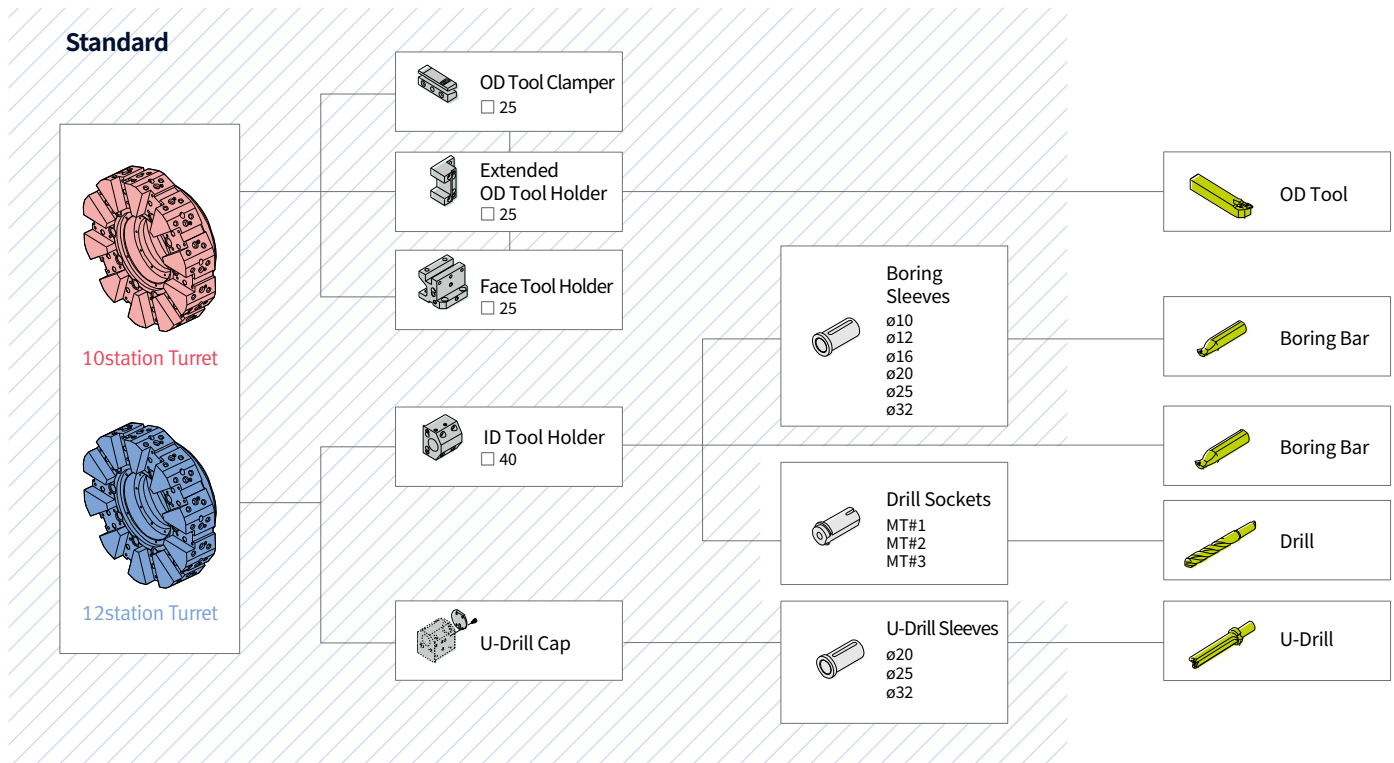 Standard
10station Turret
12station Turret
OD Tool Clamper
□ 25
Extended
OD Tool Holder
□ 25
Face Tool Holder
□ 25
ID Tool Holder
□ 40
U-Drill Cap
Boring
Sleeves
ø10
ø12
ø16
ø20
ø25
ø32
Drill Sockets
MT#1
MT#2
MT#3
U-Drill Sleeves
ø20
ø25
ø32
OD Tool
Boring Bar
Boring Bar
Drill
U-Drill